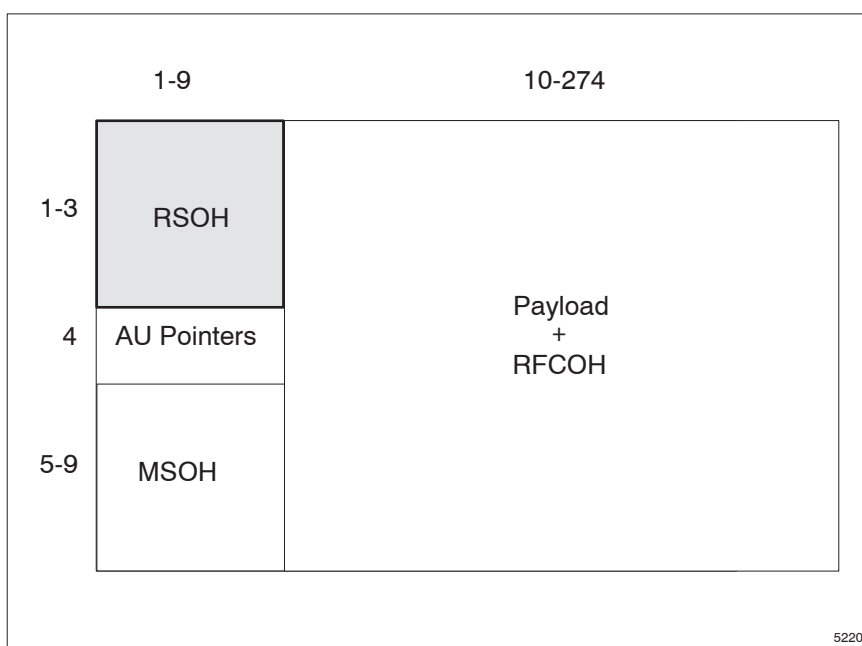 1-9 10-274
1-3 RSOH
Payload
4 AU Pointers +
RFCOH
5-9 MSOH
5220